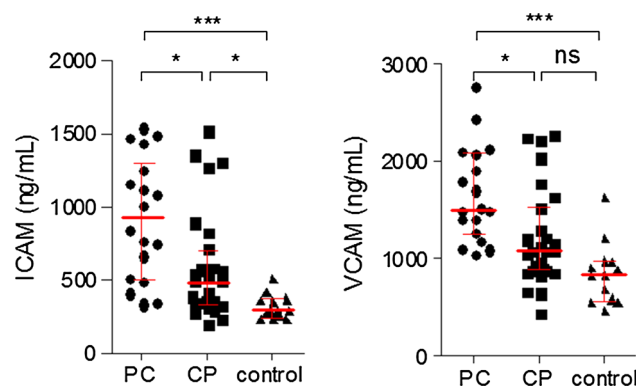 ***
* *
2000
1500
1000
500
0
ICAM (ng/mL)
PC CP control
***
* ns
3000
2000
1000
0
VCAM (ng/mL)
PC CP control